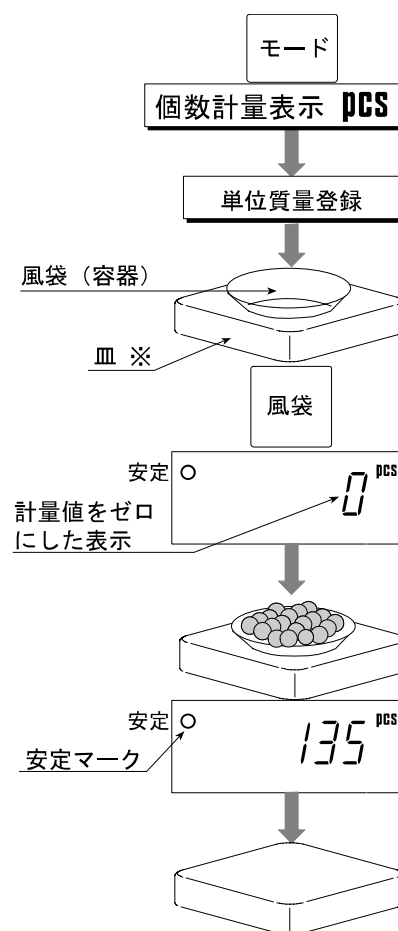 モード
個数計量表示 pcs
単位質量登録
風袋（容器）
皿 ※
風袋
安定
0 pcs
計量値をゼロ
にした表示
安定
135 pcs
安定マーク